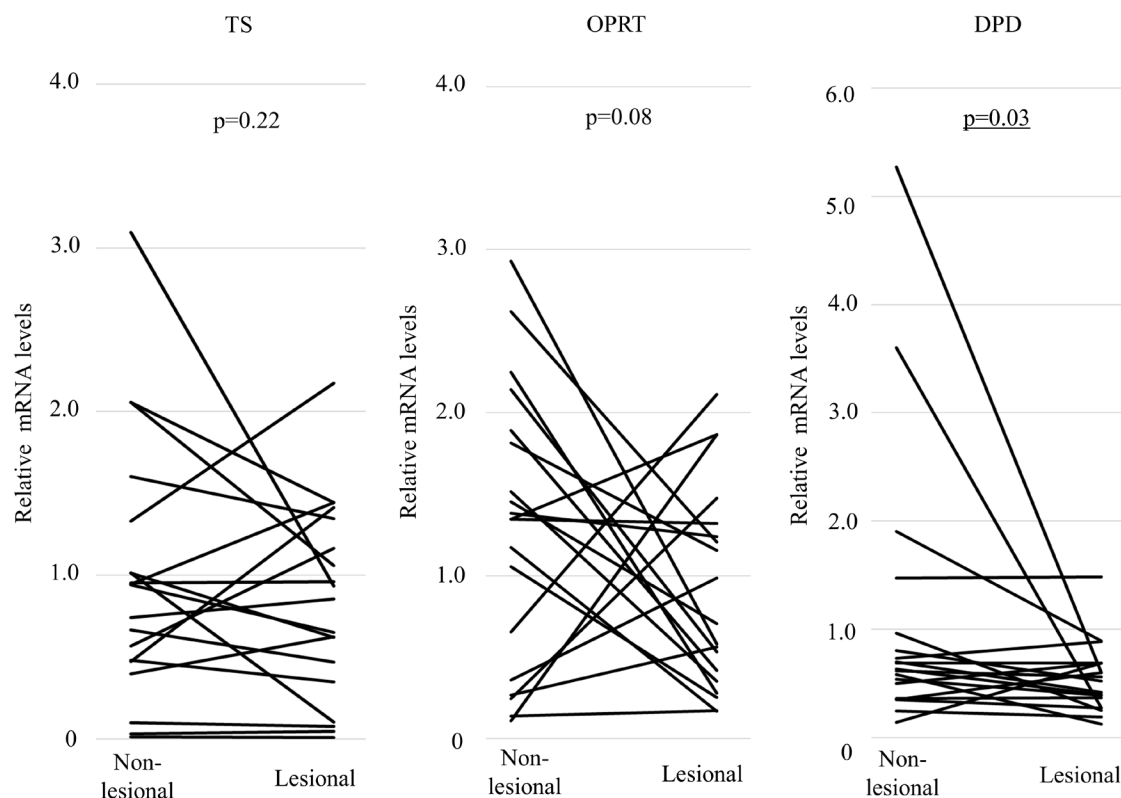 TS
4.0
p=0.22
3.0
2.0
1.0
0
Relative mRNA levels
Non-
lesional
Lesional
OPRT
4.0
p=0.08
3.0
2.0
1.0
0
Relative mRNA levels
Non-
lesional
Lesional
DPD
6.0
p=0.03
5.0
4.0
3.0
2.0
1.0
0
Relative mRNA levels
Non-
lesional
Lesional